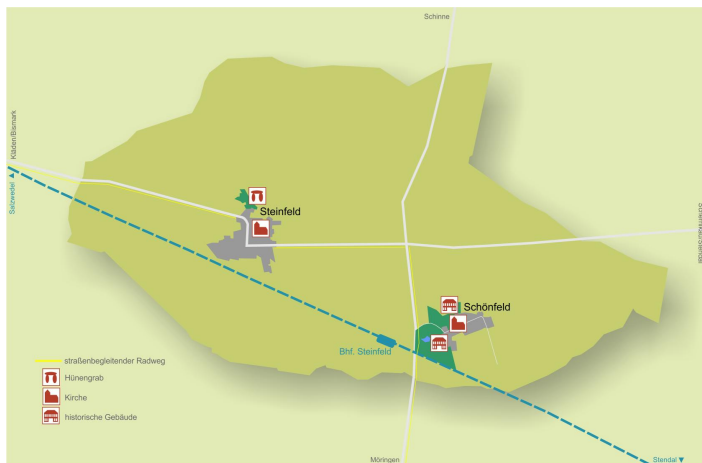 Schinne
Kläden/Bismark
Salzwedel ▲
Steinfeld
Schönfeld
Bhf. Steinfeld
straßenbegleitender Radweg
Hünengrab
Kirche
historische Gebäude
Möringen
Stendal ▼